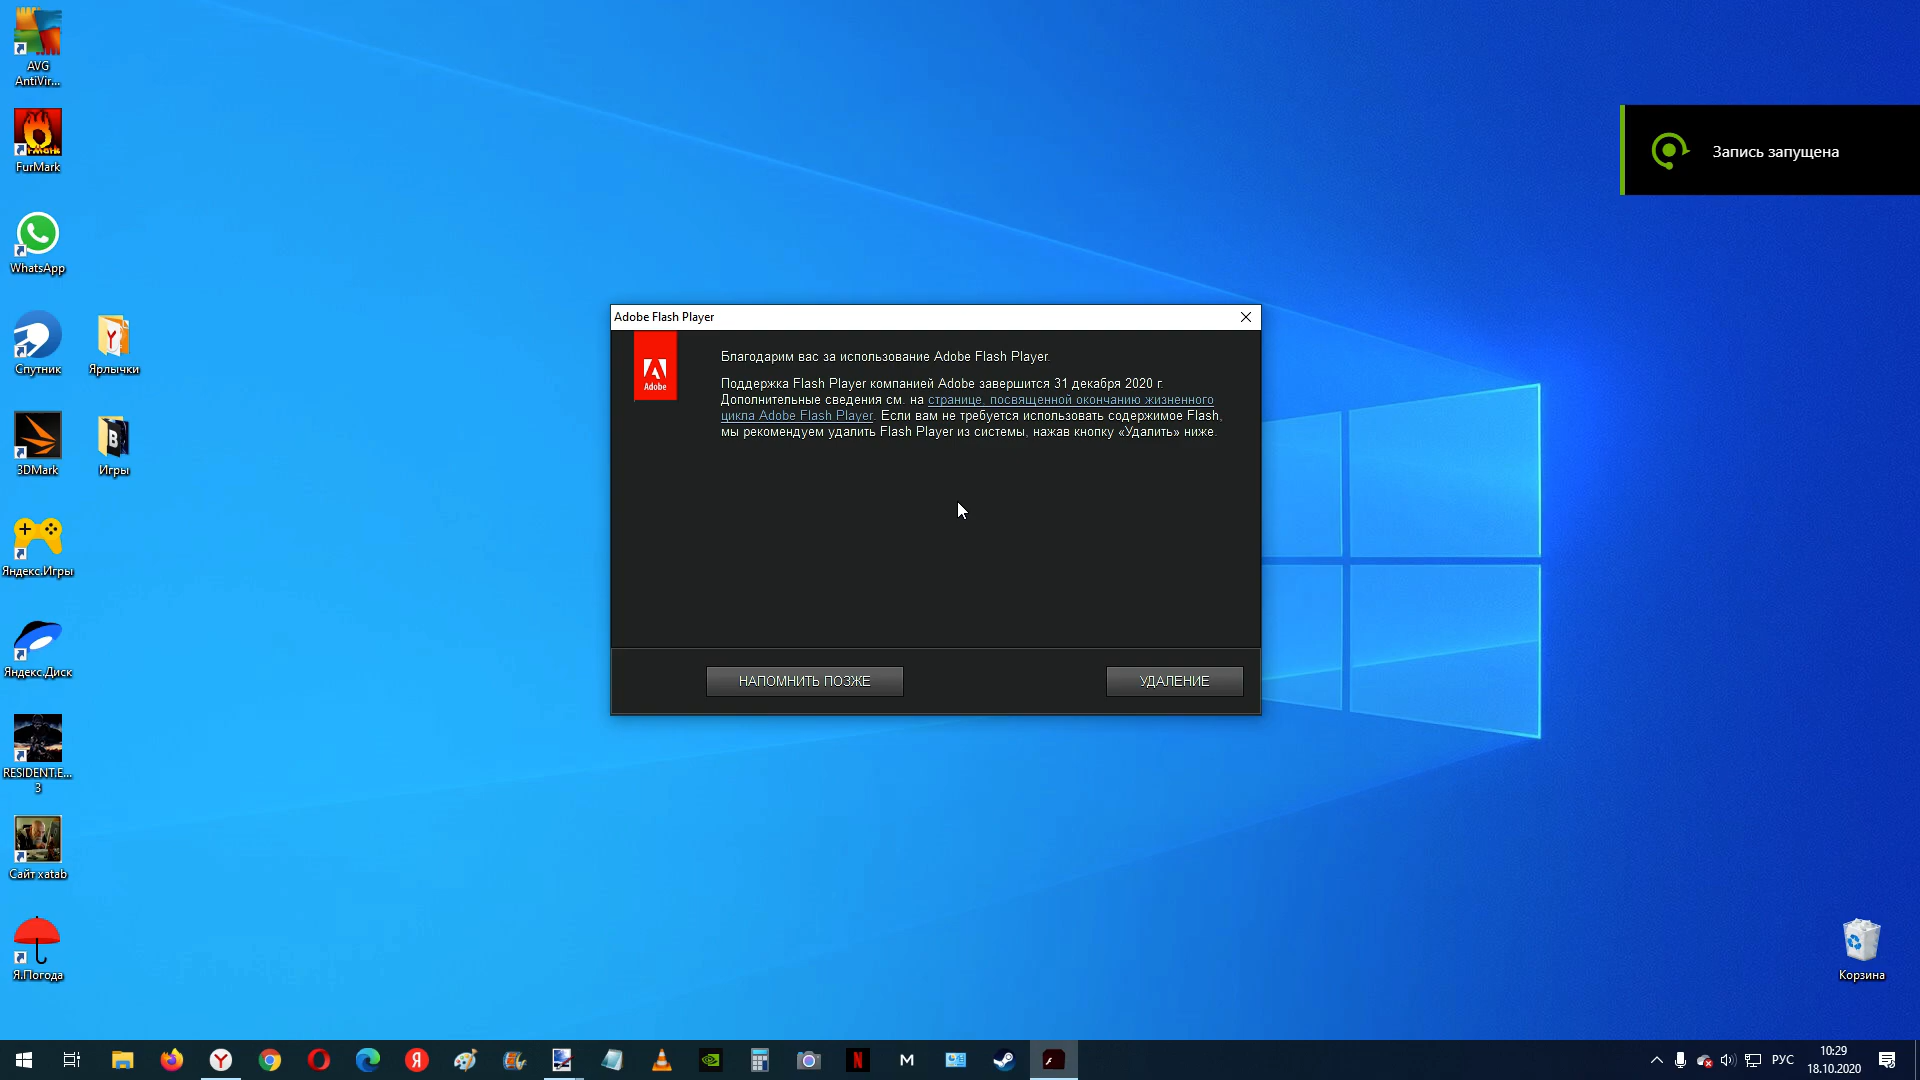 AVG
AntiVir...
FurMark
WhatsApp
Спутник
Ярлычки
3DMark
Игры
Яндекс.Игры
Яндекс.Диск
RESIDENT.E...
3
Сайт xatab
Я.Погода
Запись запущена
Adobe Flash Player
Adobe
Благодарим вас за использование Adobe Flash Player.
Поддержка Flash Player компанией Adobe завершится 31 декабря 2020 г.
Дополнительные сведения см. на странице, посвященной окончанию жизненного
цикла Adobe Flash Player. Если вам не требуется использовать содержимое Flash,
мы рекомендуем удалить Flash Player из системы, нажав кнопку «Удалить» ниже.
НАПОМНИТЬ ПОЗЖЕ
УДАЛЕНИЕ
Корзина
РУС
10:29
18.10.2020